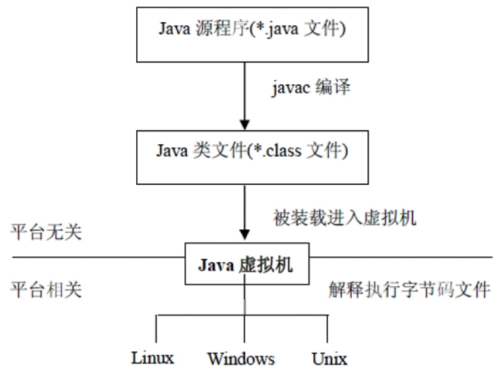 Java 源程序(*.java 文件)
javac 编译
Java 类文件(*.class 文件)
被装载进入虚拟机
平台无关
Java 虚拟机
平台相关
解释执行字节码文件
Linux
Windows
Unix